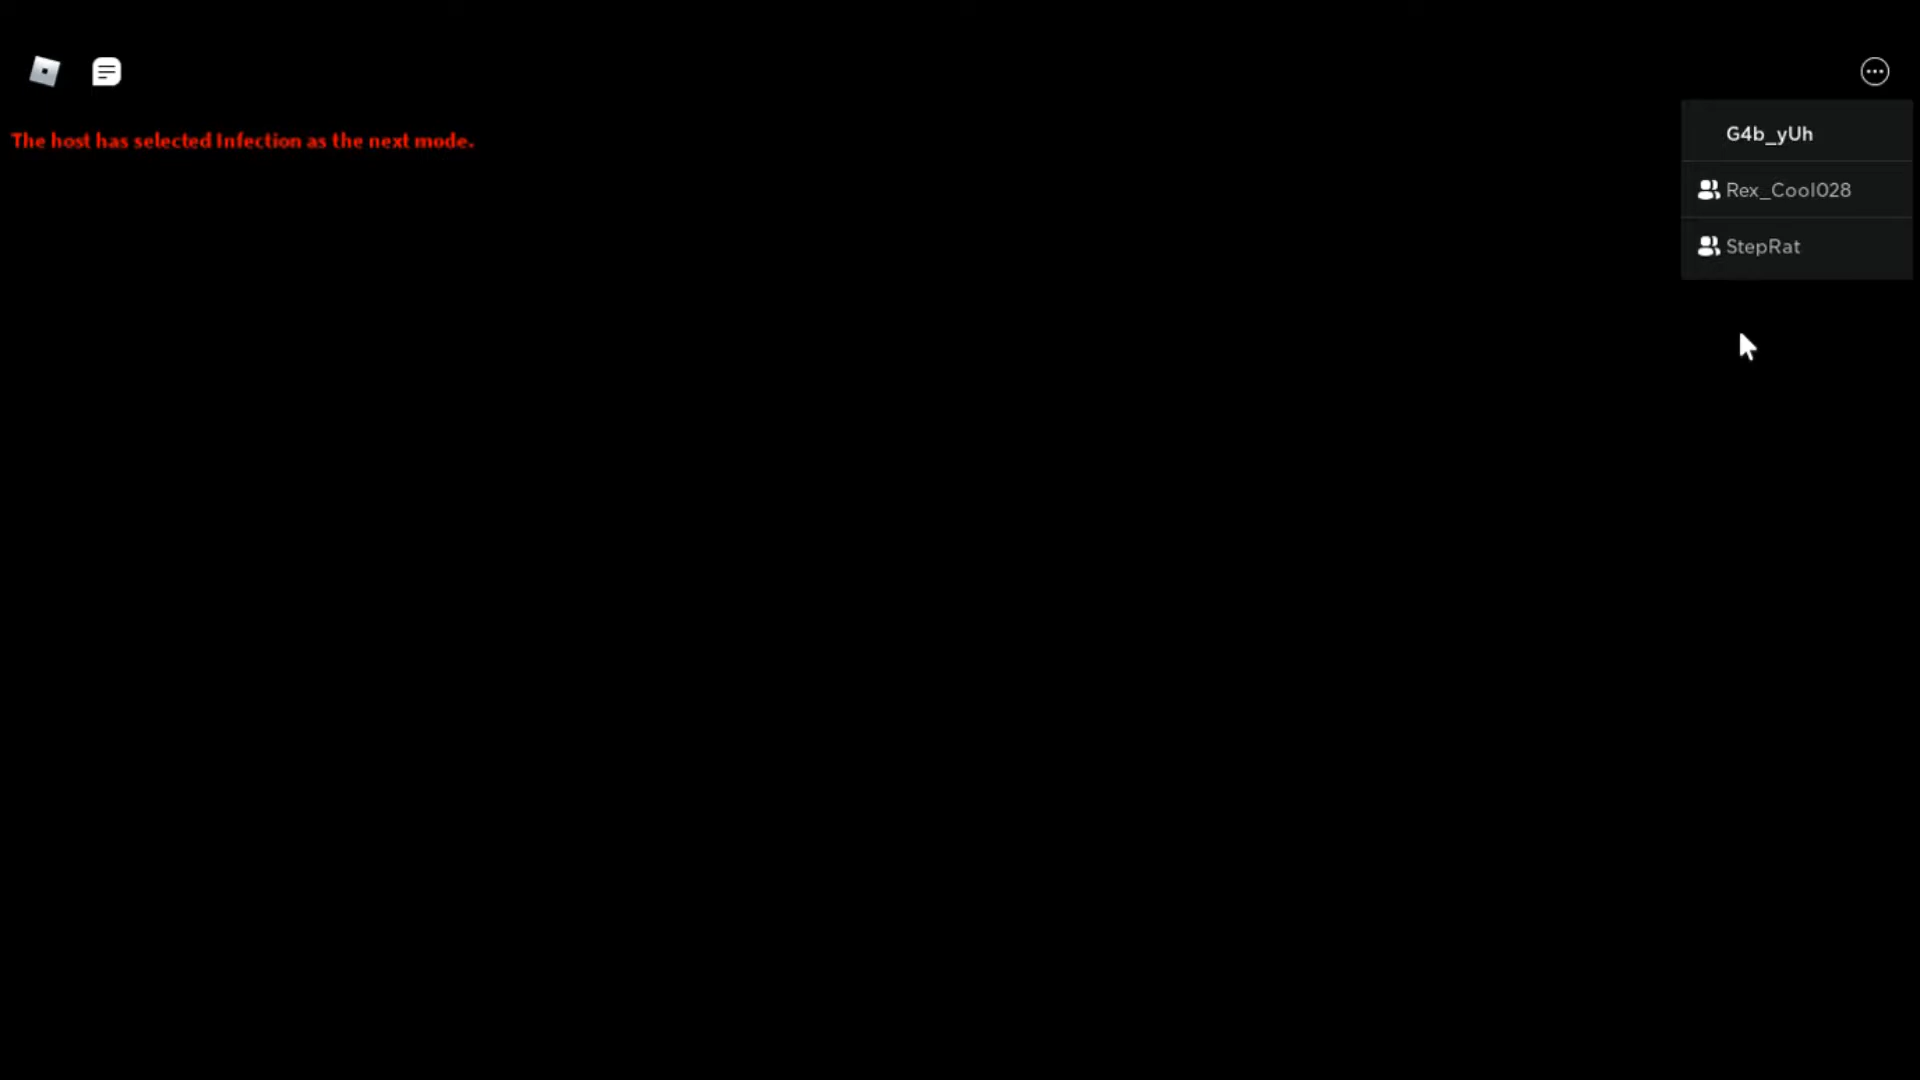 The host has selected Infection as the next mode.
G4b_yUh
Rex_Cool028
StepRat